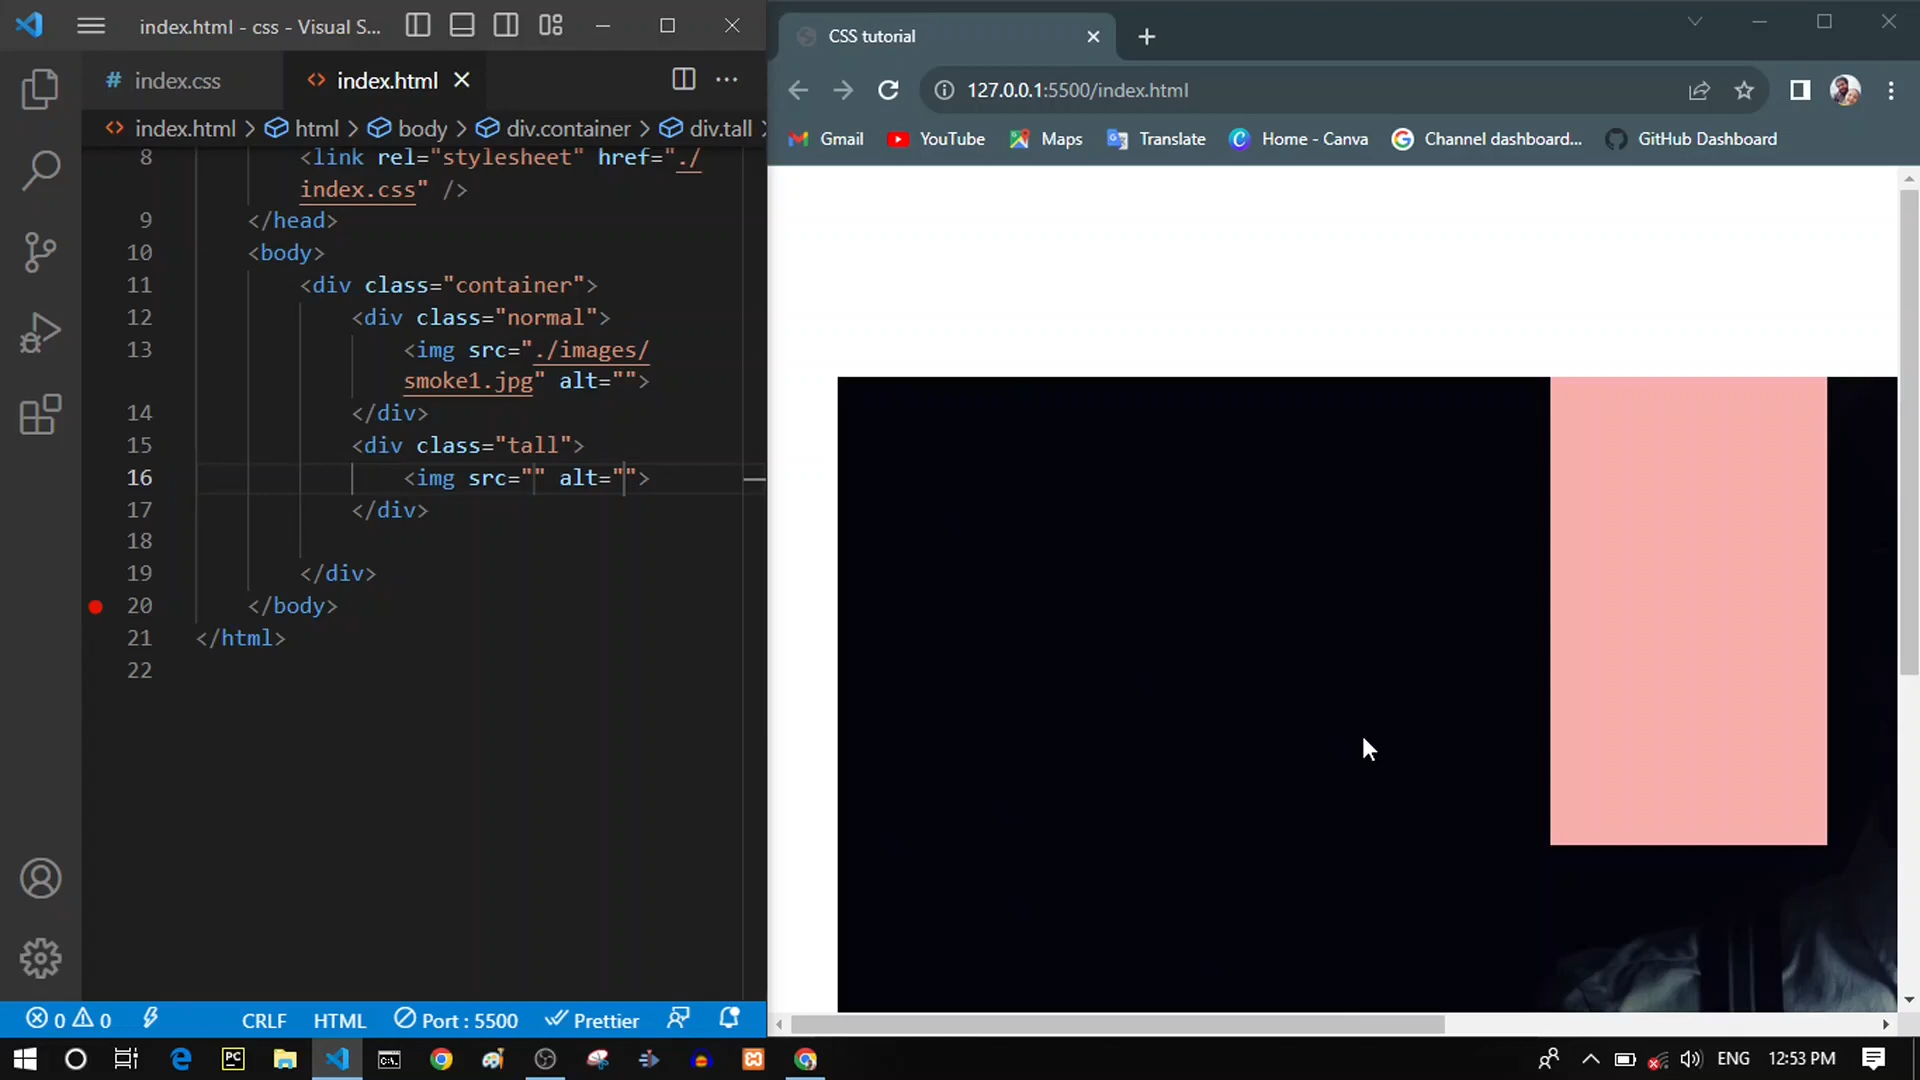 index.html - css - Visual S...
index.css
index.html
index.html > html > body > div.container > div.tall >
8 <link rel="stylesheet" href="./
index.css" />
9 </head>
10 <body>
11 <div class="container">
12 <div class="normal">
13 <img src="./images/
smoke1.jpg" alt="">
14 </div>
15 <div class="tall">
16 <img src="" alt="">
17 </div>
18
19 </div>
20 </body>
21 </html>
22
0 0 CRLF HTML Port : 5500 Prettier
CSS tutorial
127.0.0.1:5500/index.html
Gmail YouTube Maps Translate Home - Canva Channel dashboard... GitHub Dashboard
PC ENG 12:53 PM